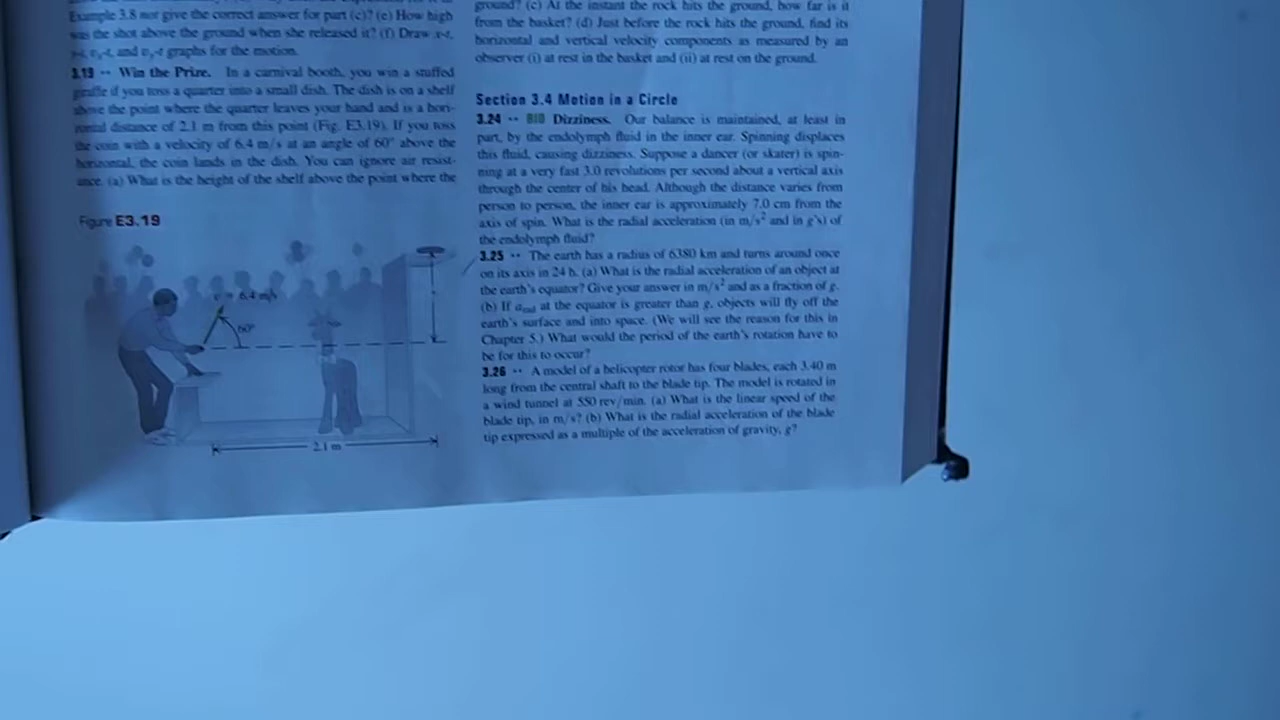 Example 3.8 not give the correct answer for part (c)? (e) How high
was the shot above the ground when she released it? (f) Draw x-t,
y-t, and graphs for the motion.
3.19 •• Win the Prize. In a carnival booth, you win a stuffed
giraffe if you toss a quarter into a small dish. The dish is on a shelf
above the point where the quarter leaves your hand and is a hori-
zontal distance of 2.1 m from this point (Fig. E3.19). If you toss
the coin with a velocity of 6.4 m/s at an angle of 60° above the
horizontal, the coin lands in the dish. You can ignore air resist-
ance. (a) What is the height of the shelf above the point where the
Figure E3.19
v = 6.4 m/s
60°
2.1 m
ground? (c) At the instant the rock hits the ground, how far is it
from the basket? (d) Just before the rock hits the ground, find its
horizontal and vertical velocity components as measured by an
observer (i) at rest in the basket and (ii) at rest on the ground.
Section 3.4 Motion in a Circle
3.24 •• BIO Dizziness. Our balance is maintained, at least in
part, by the endolymph fluid in the inner ear. Spinning displaces
this fluid, causing dizziness. Suppose a dancer (or skater) is spin-
ning at a very fast 3.0 revolutions per second about a vertical axis
through the center of his head. Although the distance varies from
person to person, the inner ear is approximately 7.0 cm from the
axis of spin. What is the radial acceleration (in m/s² and in g's) of
the endolymph fluid?
3.25 •• The earth has a radius of 6380 km and turns around once
on its axis in 24 h. (a) What is the radial acceleration of an object at
the earth's equator? Give your answer in m/s² and as a fraction of g.
(b) If a_rad at the equator is greater than g, objects will fly off the
earth's surface and into space. (We will see the reason for this in
Chapter 5.) What would the period of the earth's rotation have to
be for this to occur?
3.26 •• A model of a helicopter rotor has four blades, each 3.40 m
long from the central shaft to the blade tip. The model is rotated in
a wind tunnel at 550 rev/min. (a) What is the linear speed of the
blade tip, in m/s? (b) What is the radial acceleration of the blade
tip expressed as a multiple of the acceleration of gravity, g?